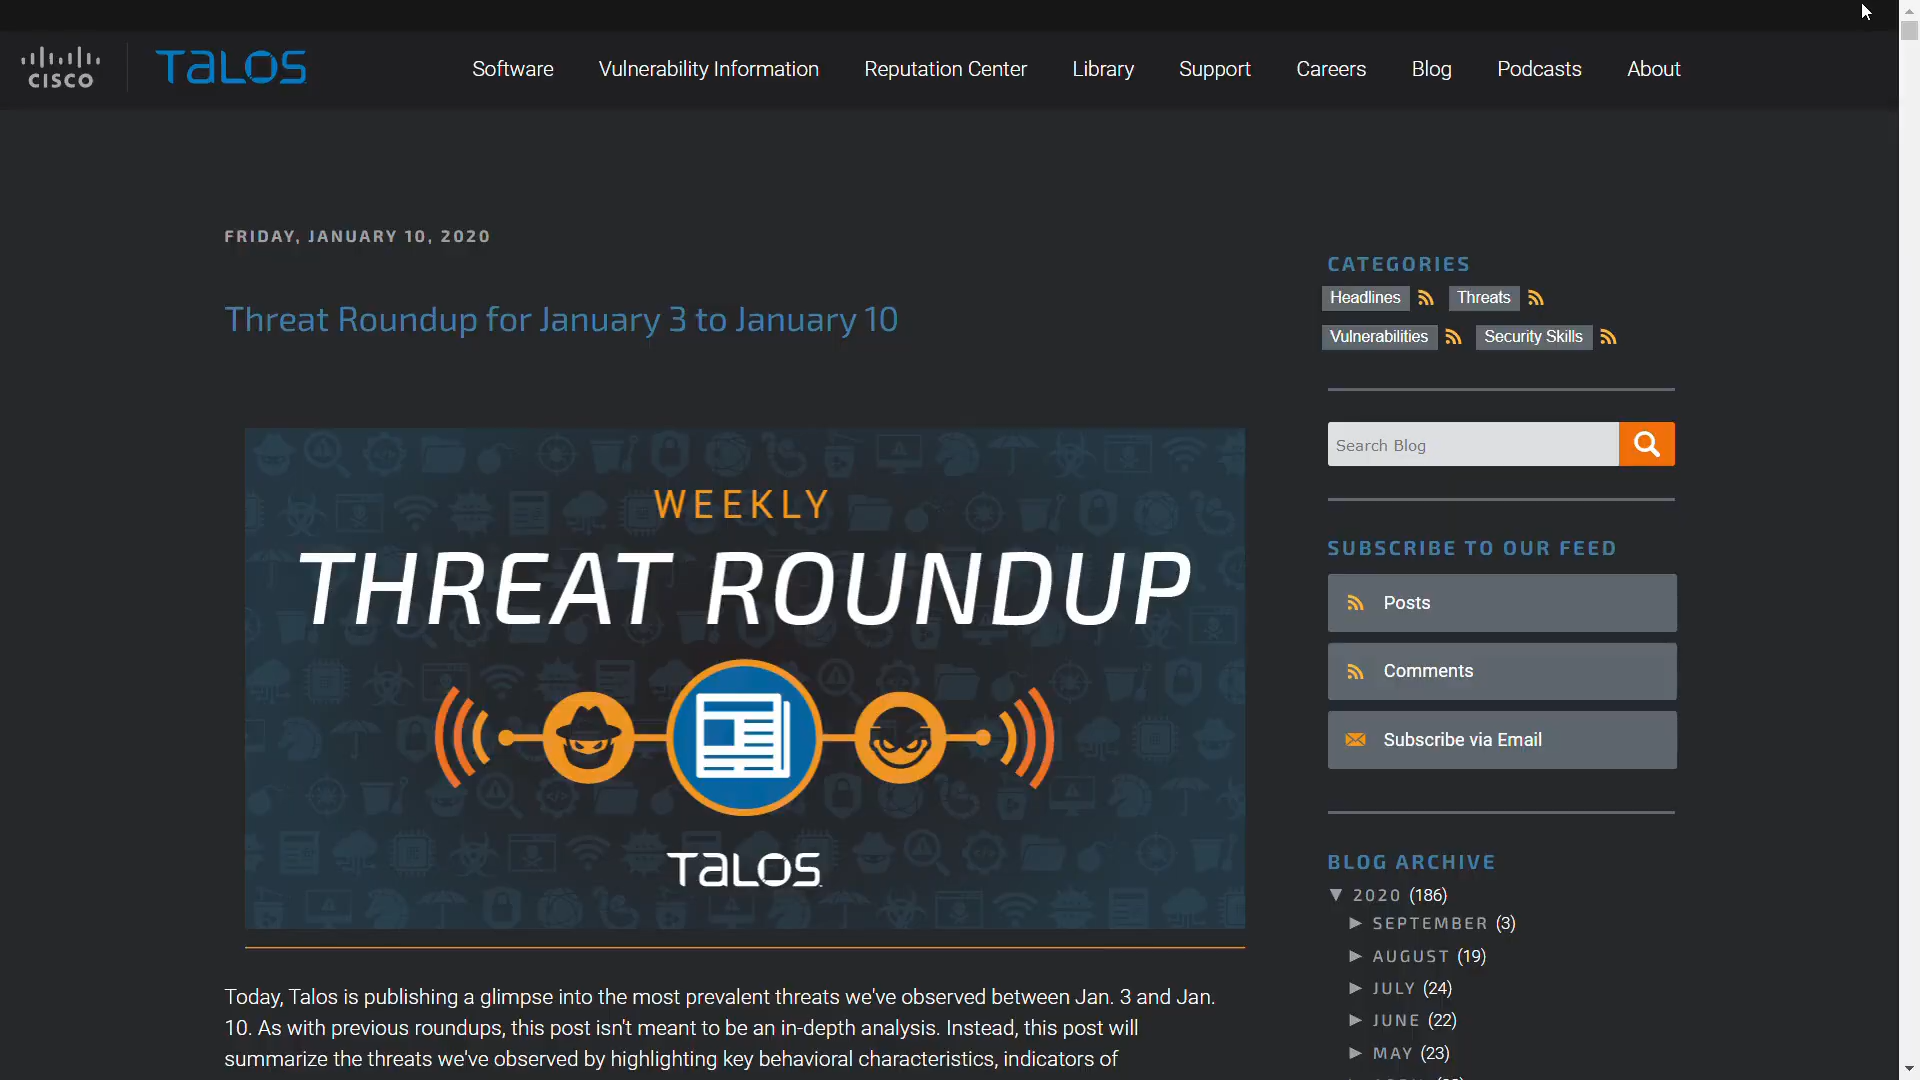 CISCO
TALOS
Software Vulnerability Information Reputation Center Library Support Careers Blog Podcasts About
FRIDAY, JANUARY 10, 2020
Threat Roundup for January 3 to January 10
WEEKLY
THREAT ROUNDUP
TALOS
Today, Talos is publishing a glimpse into the most prevalent threats we've observed between Jan. 3 and Jan.
10. As with previous roundups, this post isn't meant to be an in-depth analysis. Instead, this post will
summarize the threats we've observed by highlighting key behavioral characteristics, indicators of
CATEGORIES
Headlines Threats
Vulnerabilities Security Skills
Search Blog
SUBSCRIBE TO OUR FEED
Posts
Comments
Subscribe via Email
BLOG ARCHIVE
▼ 2020 (186)
► SEPTEMBER (3)
► AUGUST (19)
► JULY (24)
► JUNE (22)
► MAY (23)